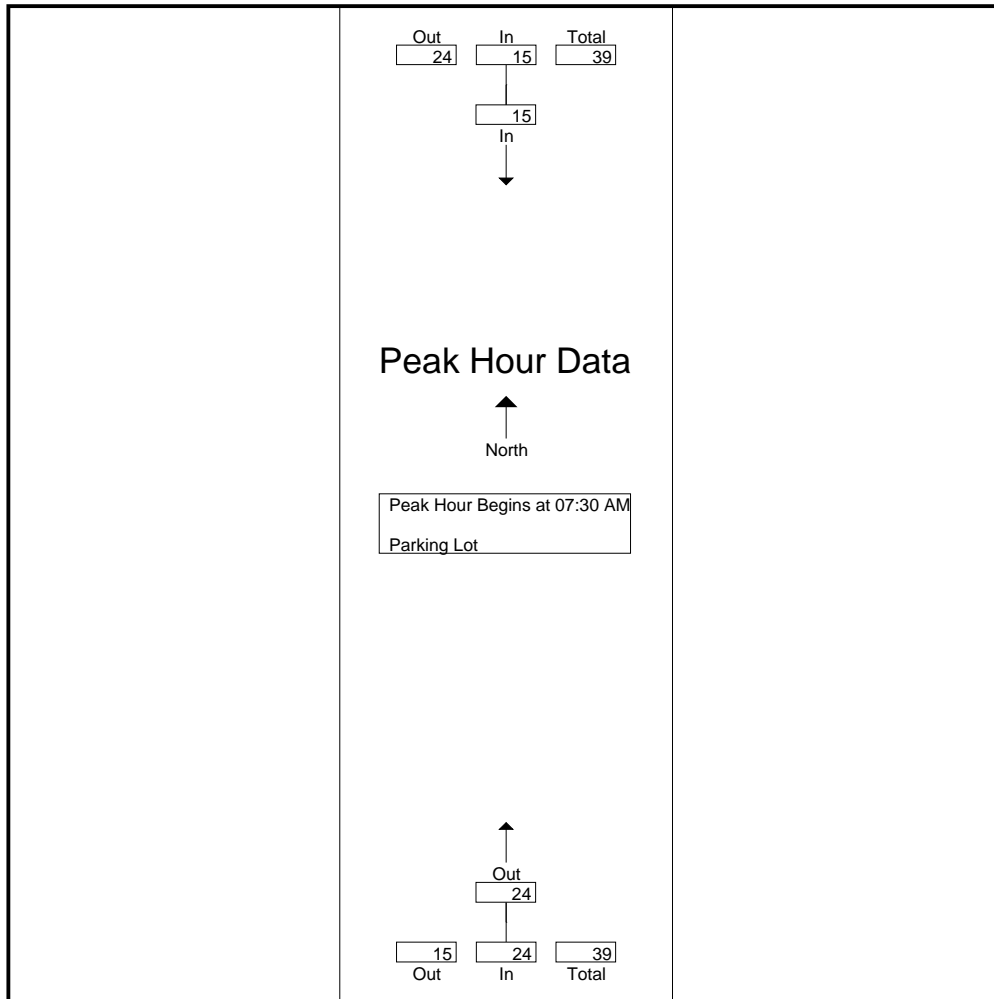 Out In Total
24 15 39
15
In
Peak Hour Data
North
Peak Hour Begins at 07:30 AM
Parking Lot
Out
24
15 24 39
Out In Total